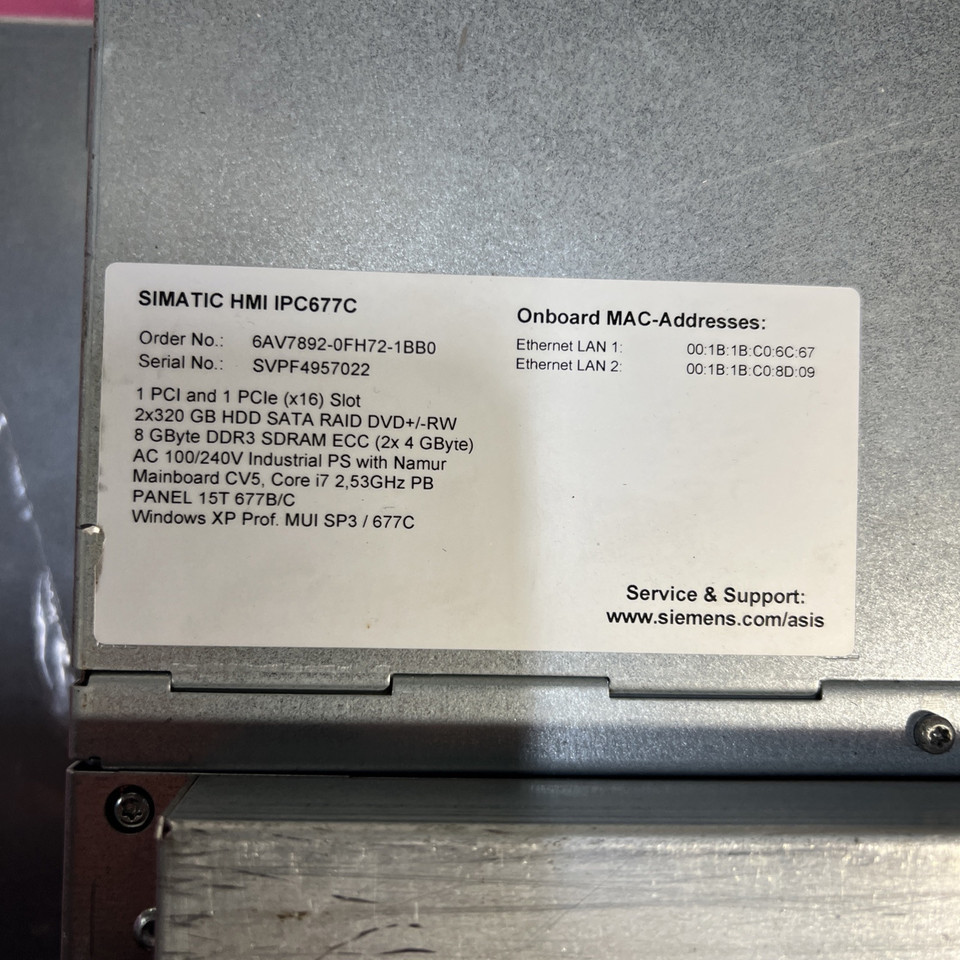 SIMATIC HMI IPC677C
Order No.: 6AV7892-0FH72-1BB0
Serial No.: SVPF4957022
1 PCI and 1 PCIe (x16) Slot
2x320 GB HDD SATA RAID DVD+/-RW
8 GByte DDR3 SDRAM ECC (2x 4 GByte)
AC 100/240V Industrial PS with Namur
Mainboard CV5, Core i7 2,53GHz PB
PANEL 15T 677B/C
Windows XP Prof. MUI SP3 / 677C
Onboard MAC-Addresses:
Ethernet LAN 1: 00:1B:1B:C0:6C:67
Ethernet LAN 2: 00:1B:1B:C0:8D:09
Service & Support:
www.siemens.com/asis